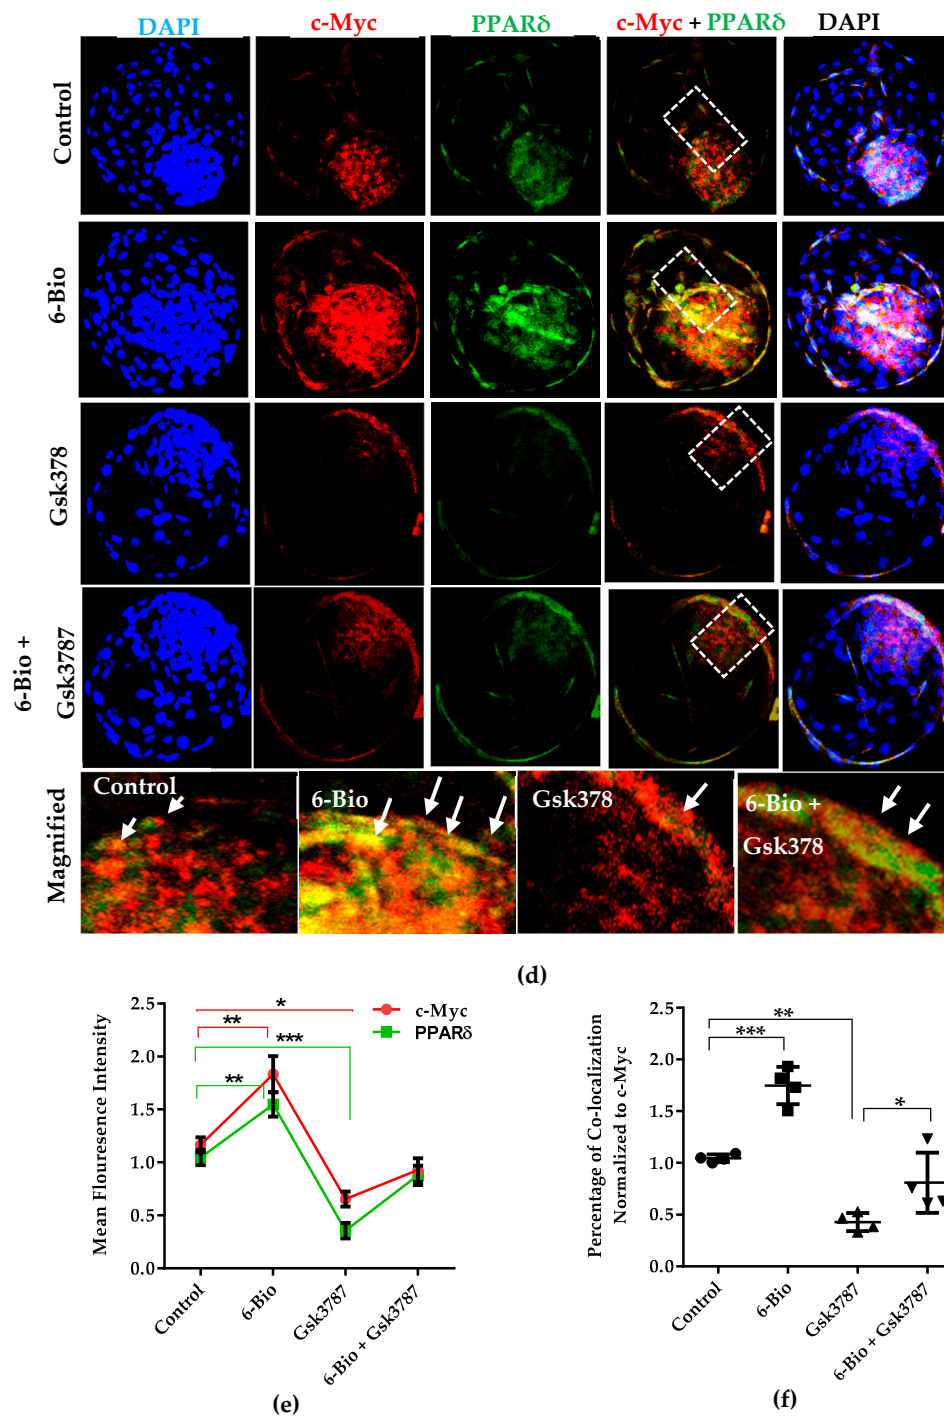 DAPI c-Myc PPARδ c-Myc + PPARδ DAPI
Control
6-Bio
Gsk378
6-Bio +
Gsk3787
Magnified
Control
6-Bio
Gsk378
6-Bio +
Gsk378
(d)
Mean Flouresence Intensity
2.5
2.0
1.5
1.0
0.5
0.0
*
**
***
**
c-Myc
PPARδ
Control
6-Bio
Gsk3787
6-Bio + Gsk3787
(e)
Percentage of Co-localization
Normalized to c-Myc
2.5
2.0
1.5
1.0
0.5
0.0
**
***
*
Control
6-Bio
Gsk3787
6-Bio + Gsk3787
(f)